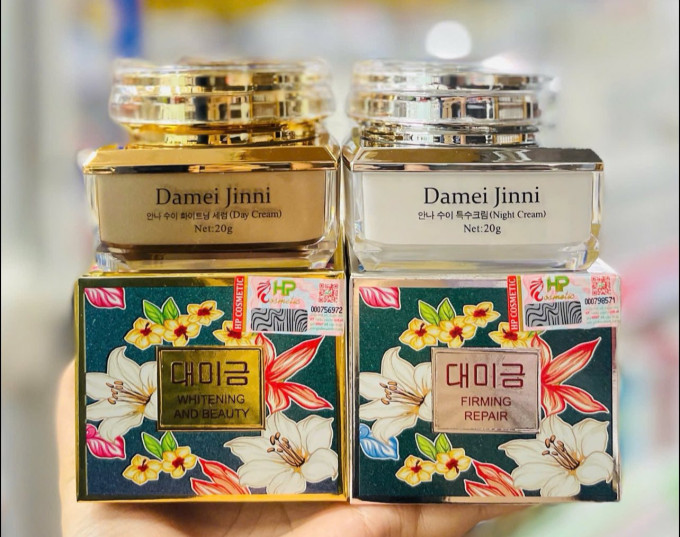 Damei Jinni
안나 수이 화이트닝 세럼(Day Cream)
Net:20g
Damei Jinni
안나 수이 특수크림(Night Cream)
Net:20g
HP COSMETIC
HP
000756972
대미금
WHITENING
AND BEAUTY
HP COSMETIC
HP
000798571
대미금
FIRMING
REPAIR